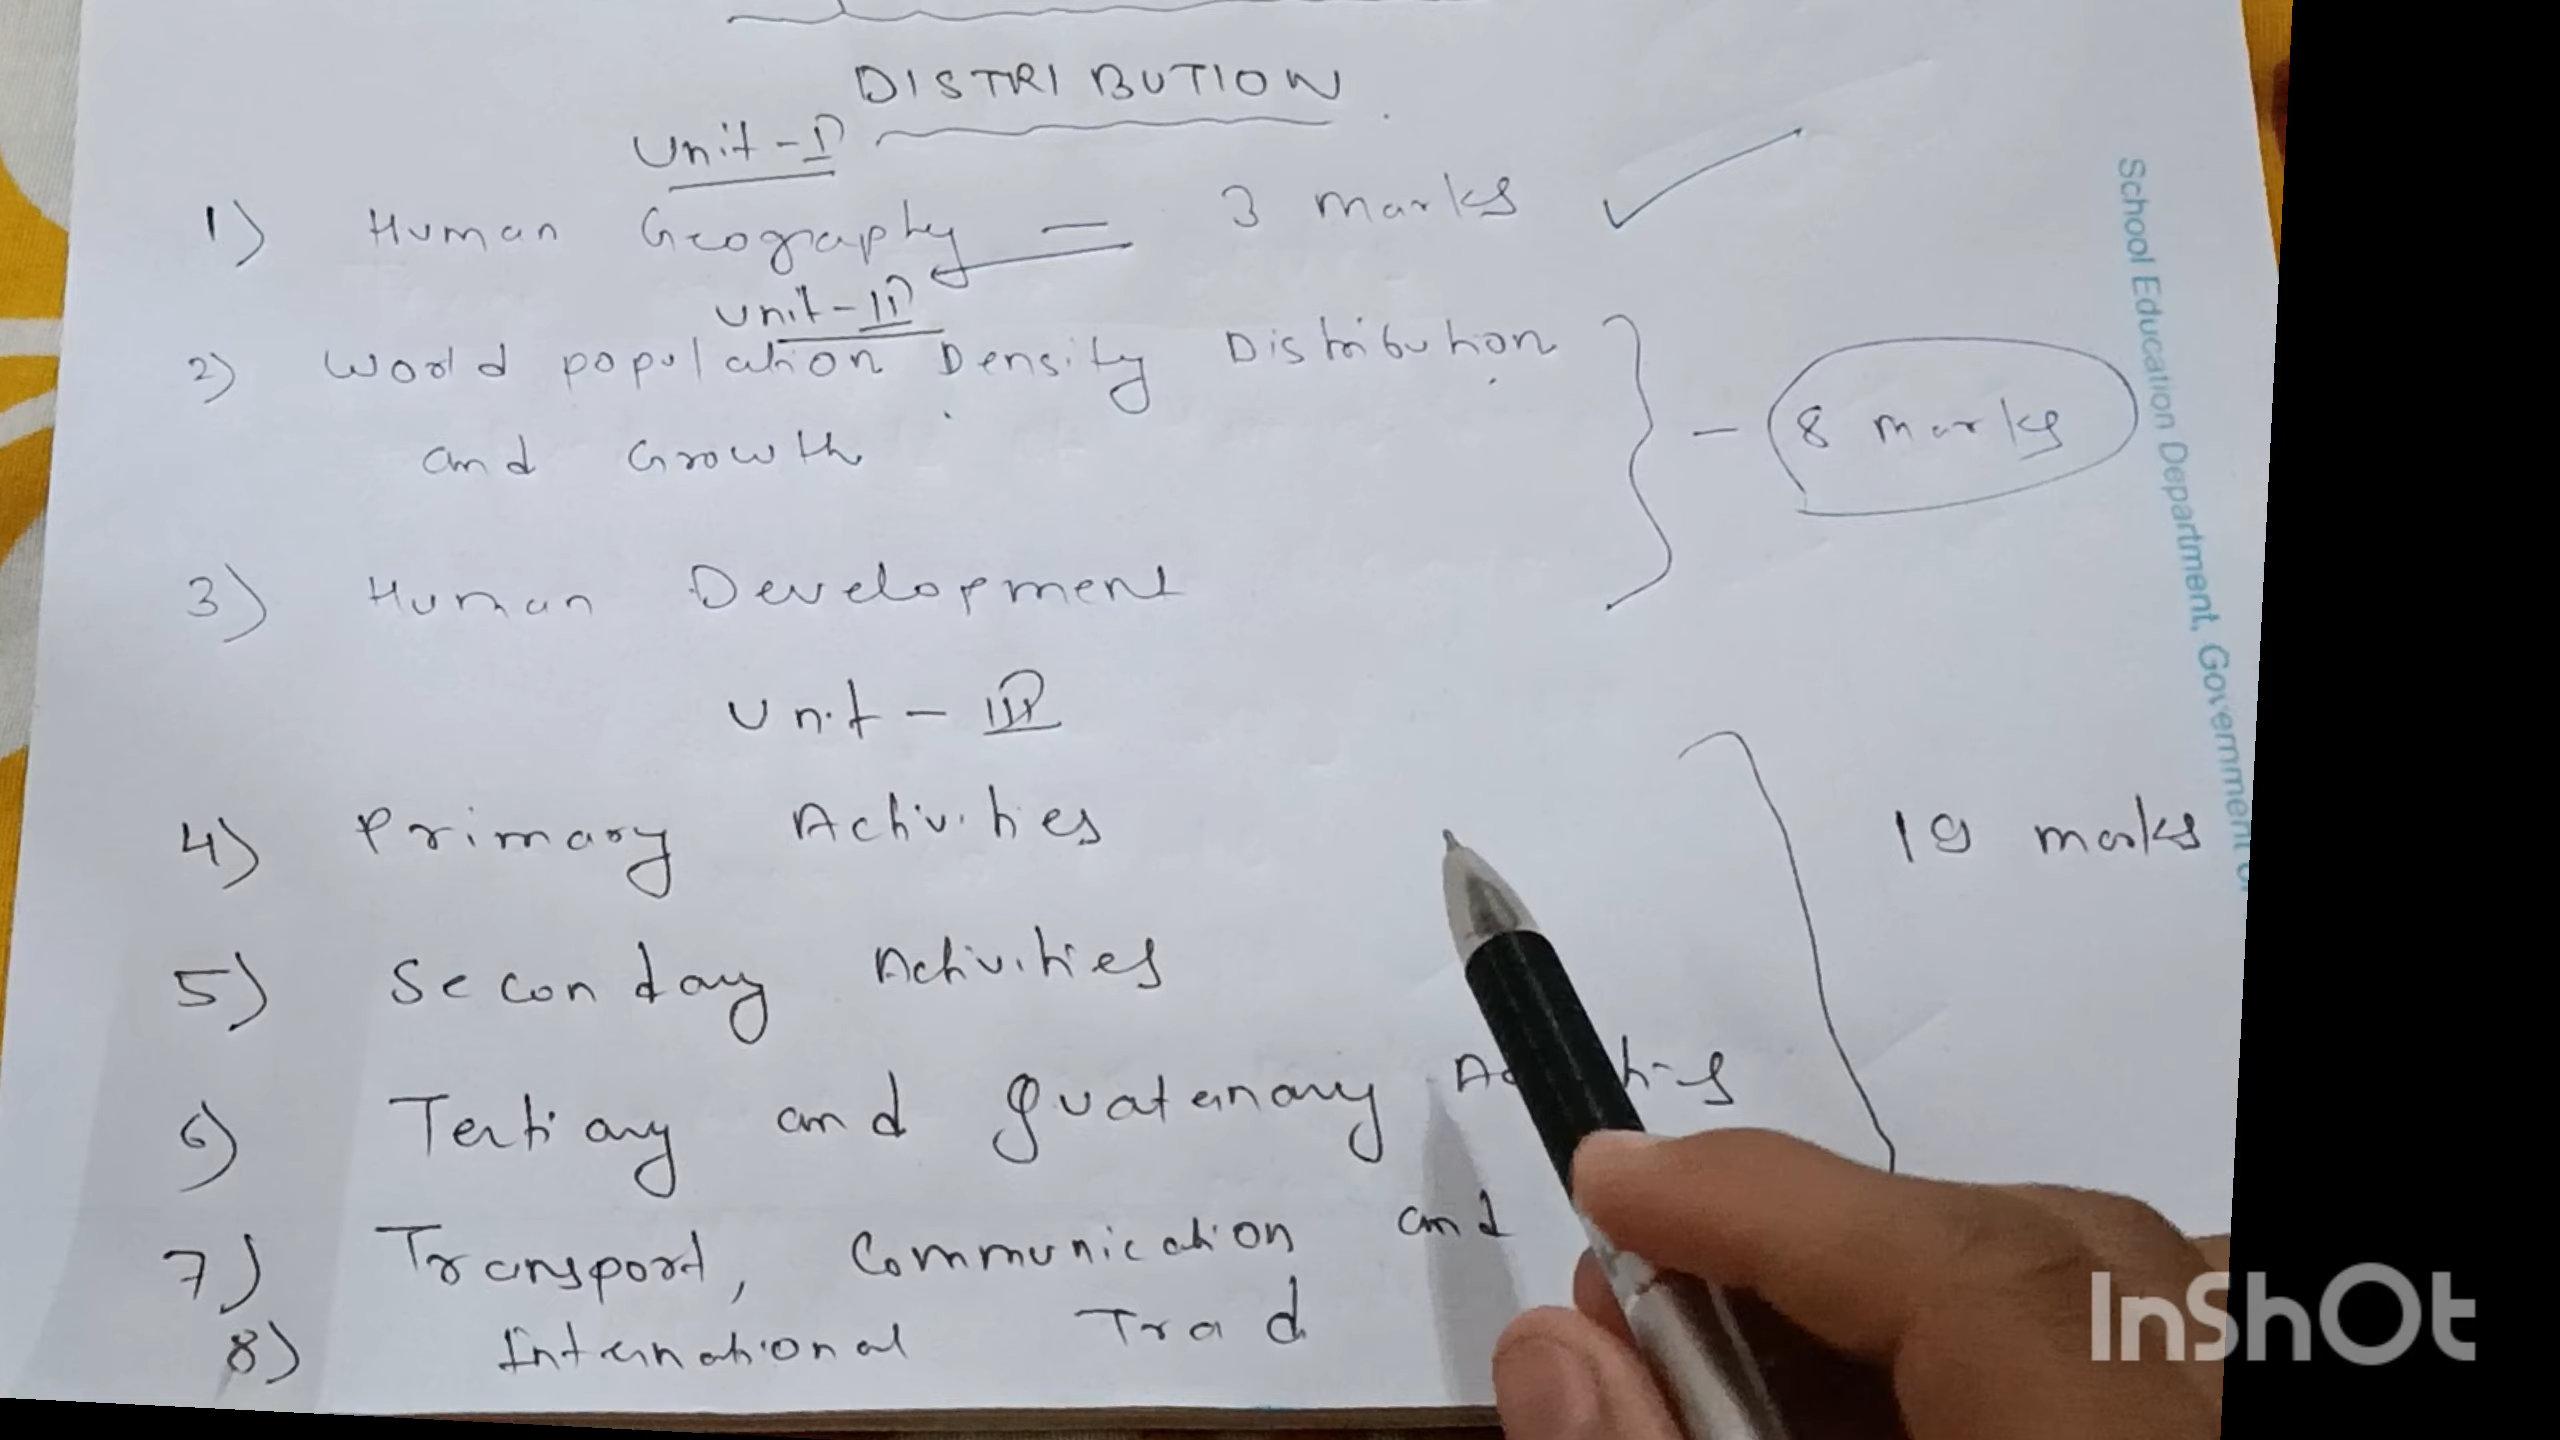 DISTRIBUTION
Unit - I
1) Human Geography = 3 marks
Unit - II
2) World population Density Distribution
and Growth
- 8 marks
3) Human Development
Unit - III
4) Primary Activities
19 marks
5) Secondary Activities
6) Tertiary and Quaternary
7) Transport, Communication and
8) International Trad
School Education Department, Government of
InShOt